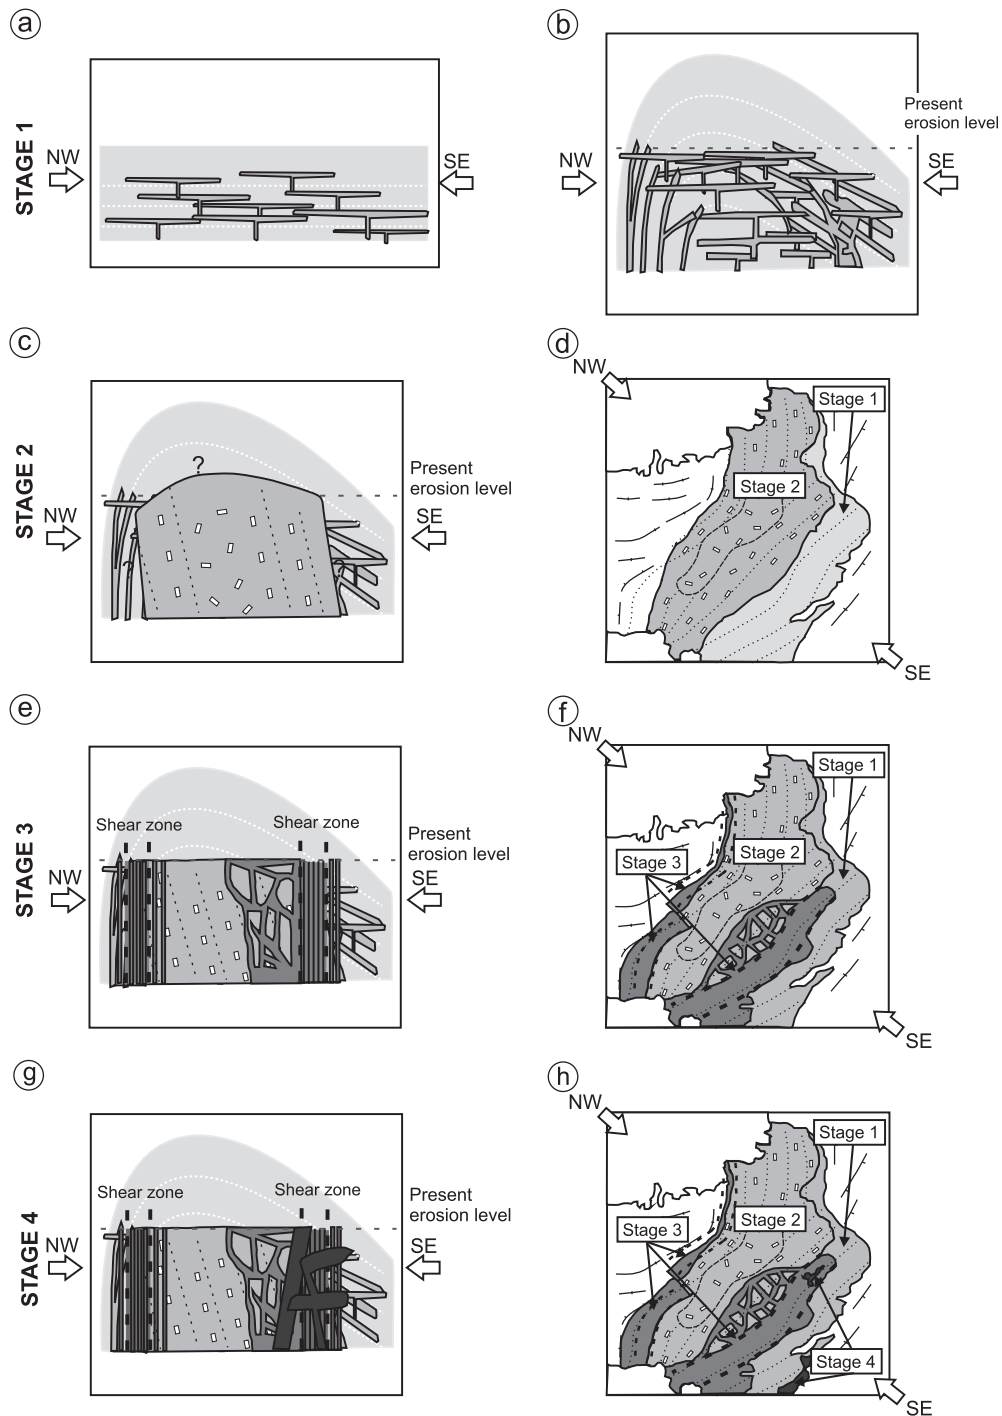 a
b
STAGE 1
NW
SE
NW
Present
erosion level
SE
c
d
STAGE 2
?
NW
Present
erosion level
SE
NW
Stage 1
Stage 2
SE
e
f
STAGE 3
Shear zone
Shear zone
NW
Present
erosion level
SE
NW
Stage 1
Stage 2
Stage 3
SE
g
h
STAGE 4
Shear zone
Shear zone
NW
Present
erosion level
SE
NW
Stage 1
Stage 2
Stage 3
Stage 4
SE